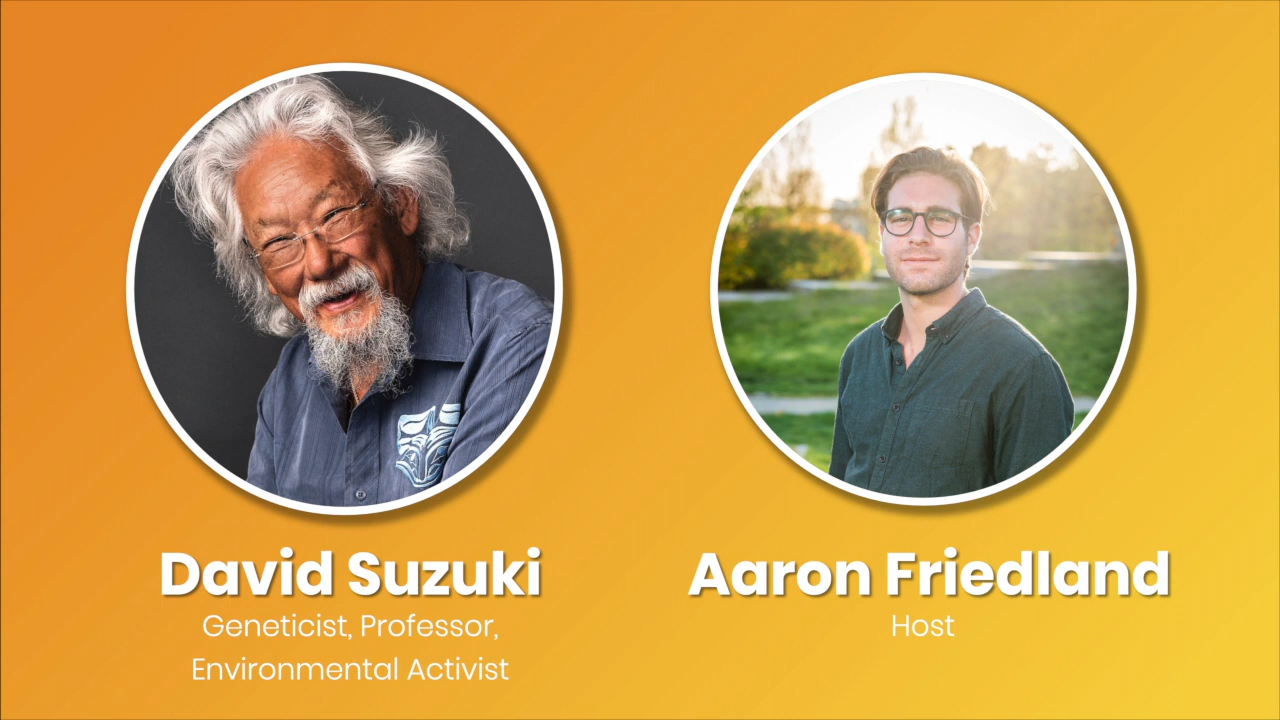 David Suzuki
Geneticist, Professor,
Environmental Activist
Aaron Friedland
Host